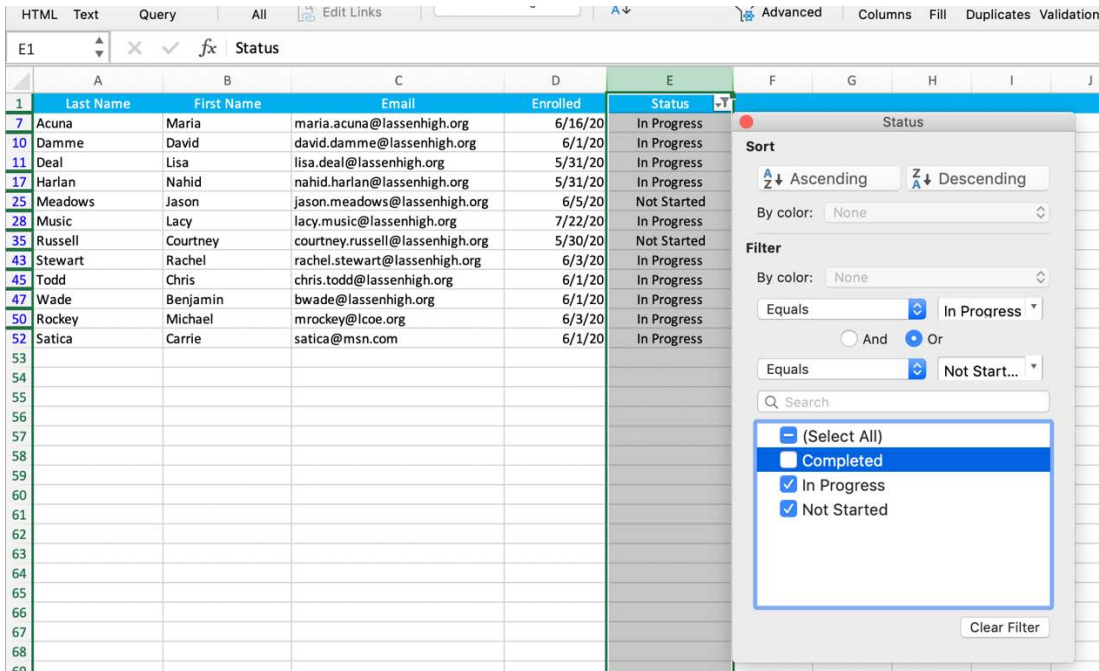 HTML Text Query All Edit Links Advanced Columns Fill Duplicates Validation
E1 fx Status
A B C D E F G H I J
1 Last Name First Name Email Enrolled Status
7 Acuna Maria maria.acuna@lassenhigh.org 6/16/20 In Progress
10 Damme David david.damme@lassenhigh.org 6/1/20 In Progress
11 Deal Lisa lisa.deal@lassenhigh.org 5/31/20 In Progress
17 Harlan Nahid nahid.harlan@lassenhigh.org 5/31/20 In Progress
25 Meadows Jason jason.meadows@lassenhigh.org 6/5/20 Not Started
28 Music Lacy lacy.music@lassenhigh.org 7/22/20 In Progress
35 Russell Courtney courtney.russell@lassenhigh.org 5/30/20 Not Started
43 Stewart Rachel rachel.stewart@lassenhigh.org 6/3/20 In Progress
45 Todd Chris chris.todd@lassenhigh.org 6/1/20 In Progress
47 Wade Benjamin bwade@lassenhigh.org 6/1/20 In Progress
50 Rockey Michael mrockey@lcoe.org 6/3/20 In Progress
52 Satica Carrie satica@msn.com 6/1/20 In Progress
53
54
55
56
57
58
59
60
61
62
63
64
65
66
67
68
Status
Sort
AZ Ascending ZA Descending
By color: None
Filter
By color: None
Equals In Progress
And Or
Equals Not Start...
Search
(Select All)
Completed
In Progress
Not Started
Clear Filter